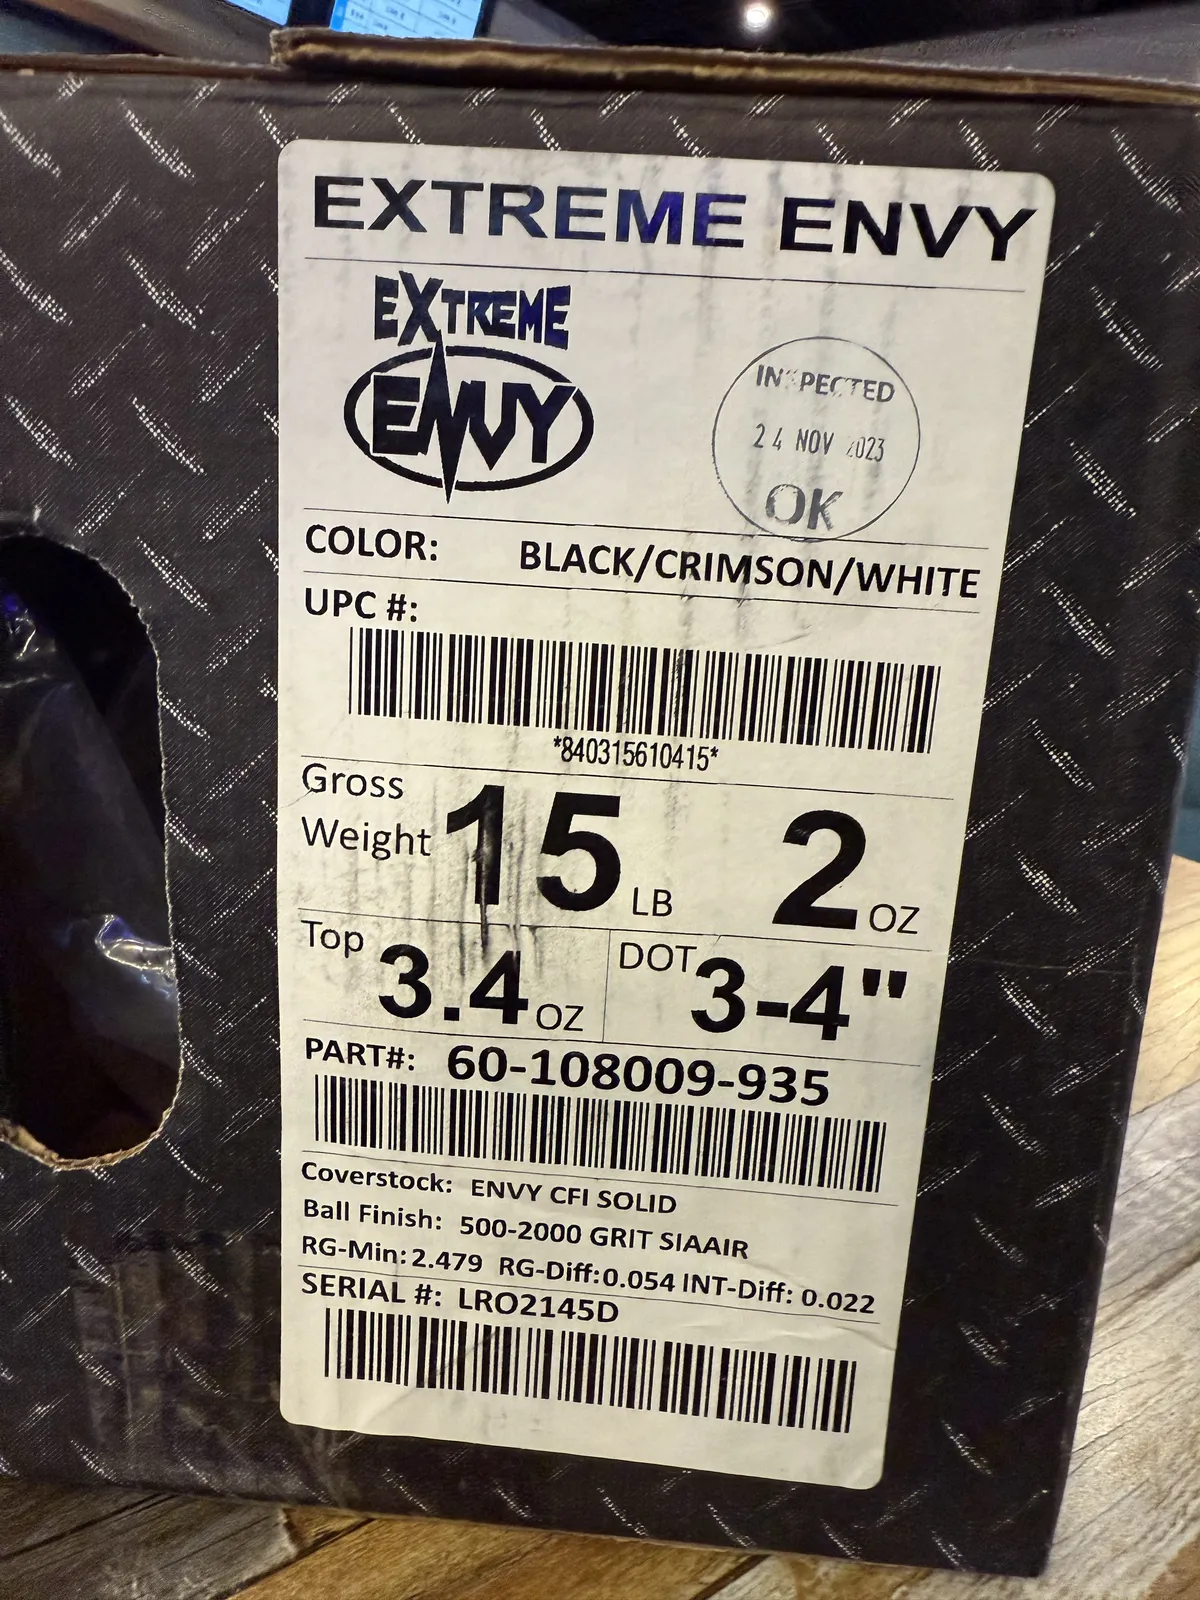 EXTREME ENVY
EXTREME
ENVY
INSPECTED
24 NOV 2023
OK
COLOR: BLACK/CRIMSON/WHITE
UPC #:
*840315610415*
Gross
Weight 15 LB 2 OZ
Top 3.4 OZ DOT 3-4"
PART#: 60-108009-935
Coverstock: ENVY CFI SOLID
Ball Finish: 500-2000 GRIT SIAAIR
RG-Min: 2.479 RG-Diff: 0.054 INT-Diff: 0.022
SERIAL #: LRO2145D